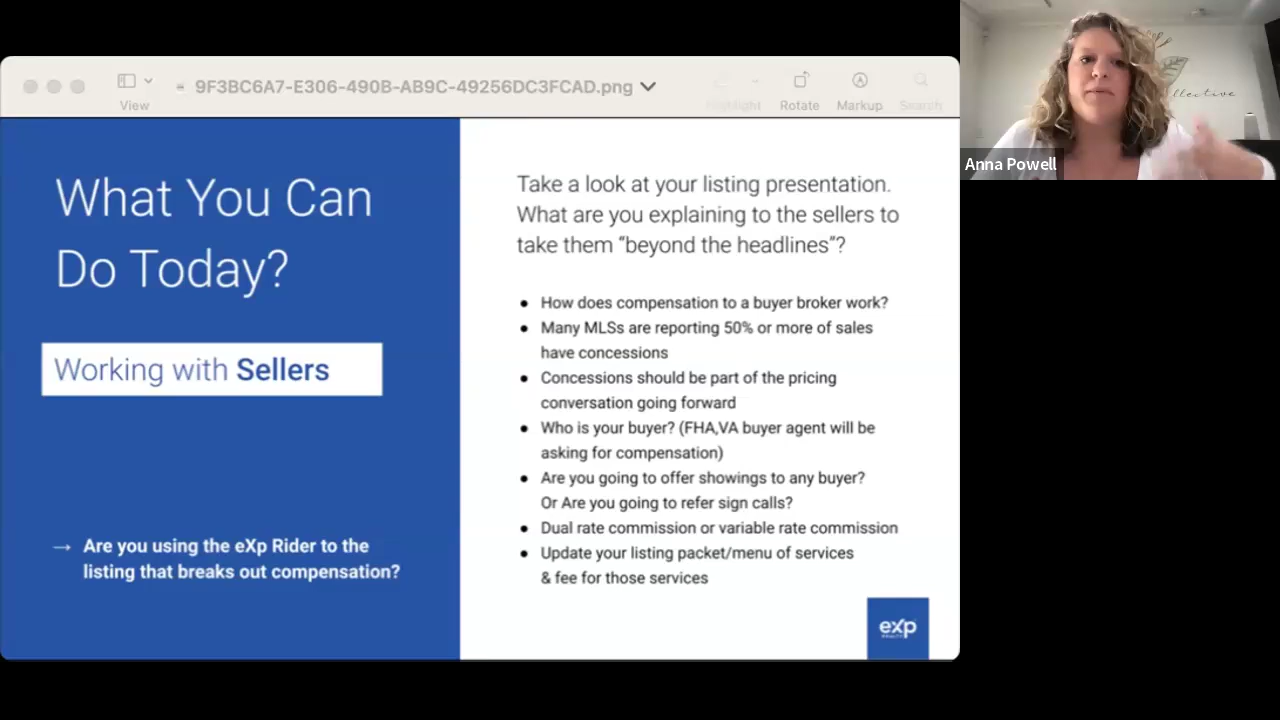 9F3BC6A7-E306-490B-AB9C-49256DC3FCAD.png
View
Highlight
Rotate
Markup
Search
What You Can
Do Today?
Working with Sellers
→ Are you using the eXp Rider to the
listing that breaks out compensation?
Take a look at your listing presentation.
What are you explaining to the sellers to
take them “beyond the headlines”?
● How does compensation to a buyer broker work?
● Many MLSs are reporting 50% or more of sales
have concessions
● Concessions should be part of the pricing
conversation going forward
● Who is your buyer? (FHA,VA buyer agent will be
asking for compensation)
● Are you going to offer showings to any buyer?
Or Are you going to refer sign calls?
● Dual rate commission or variable rate commission
● Update your listing packet/menu of services
& fee for those services
eXp
REALTY
llective
Anna Powell